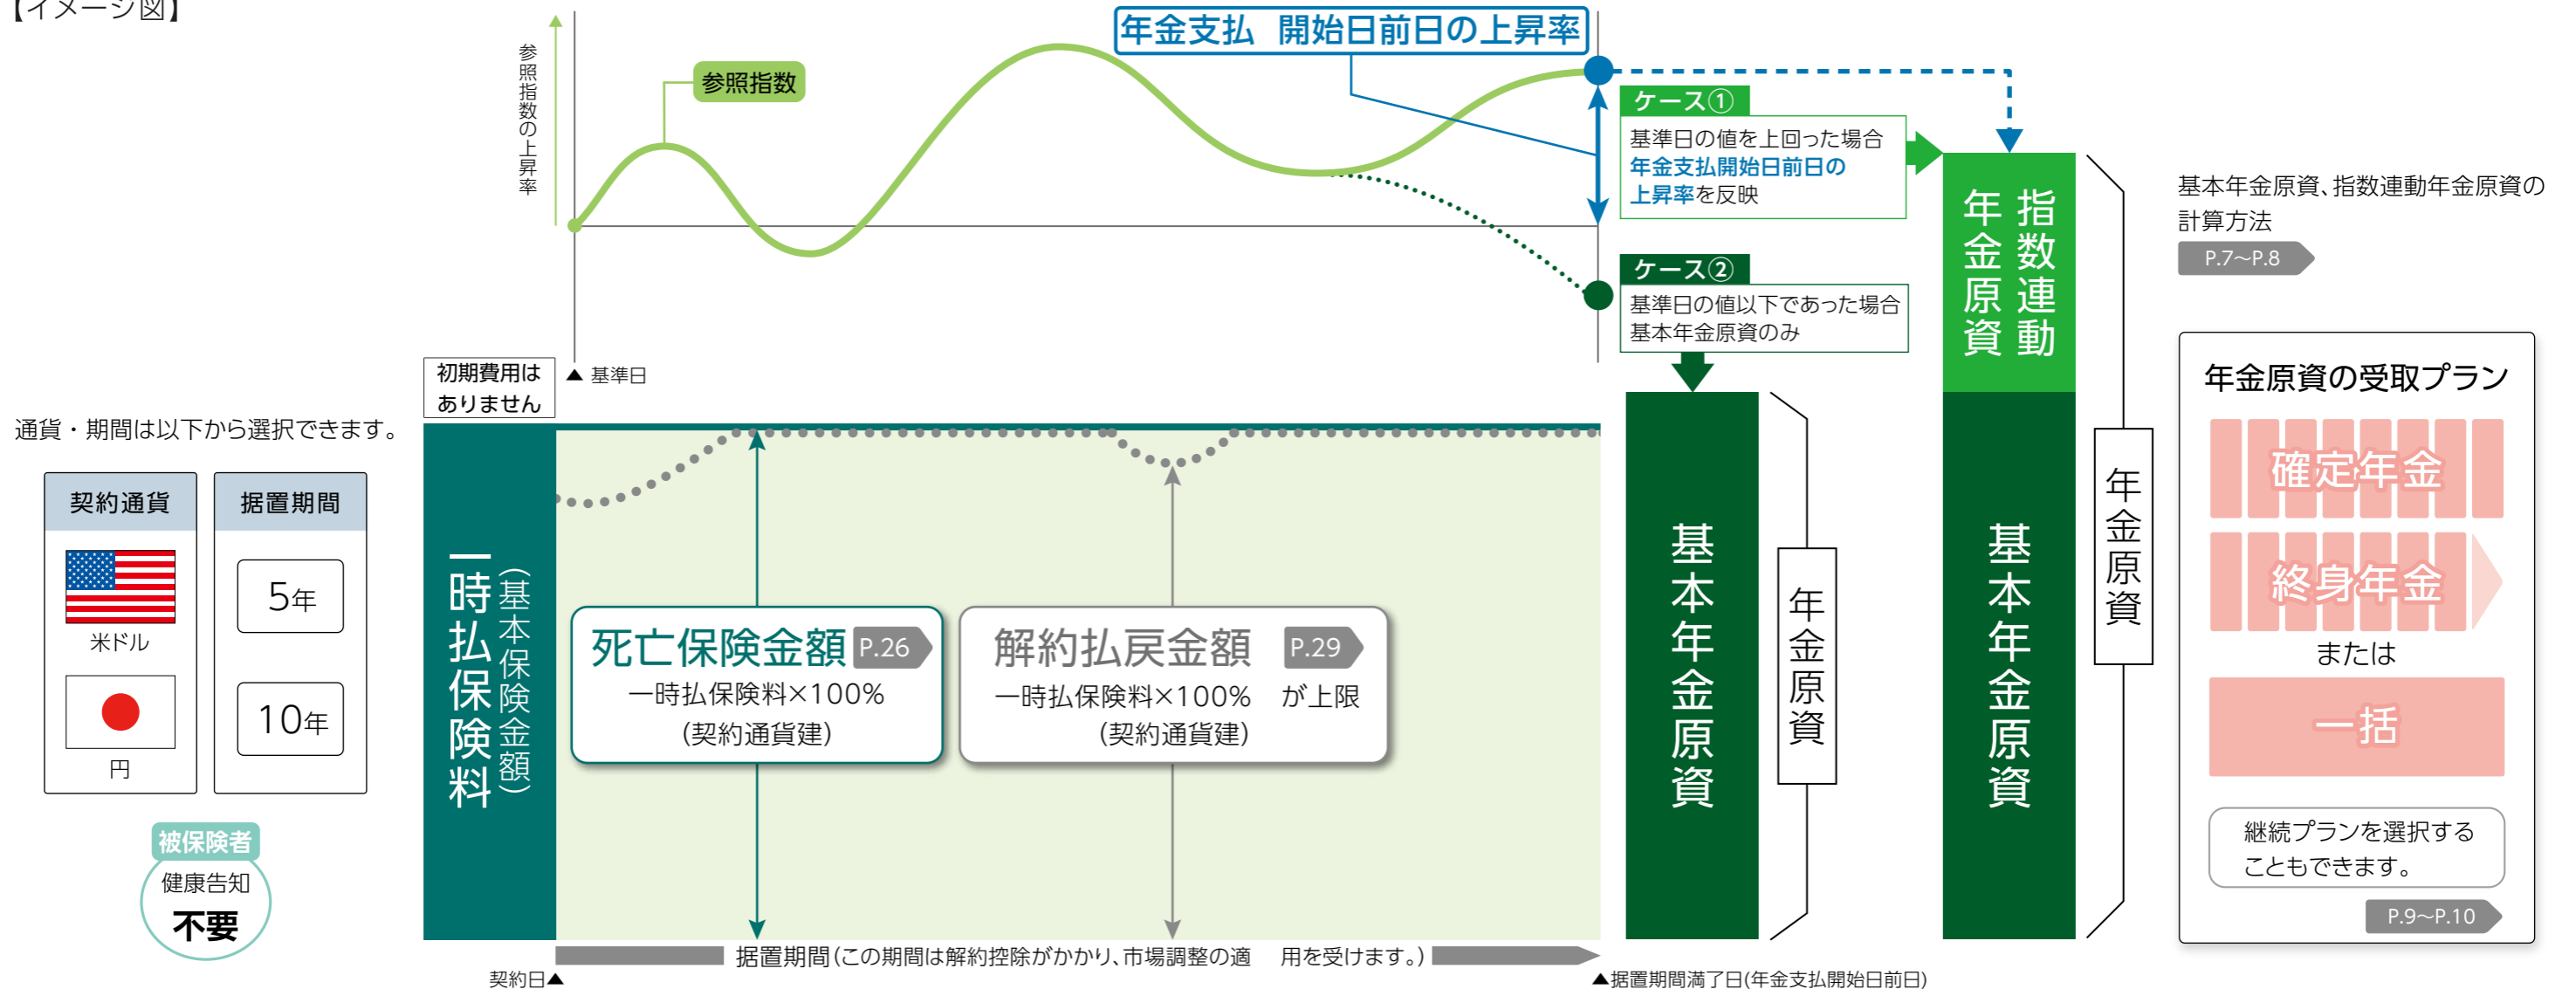 【イメージ図】
参照指数の上昇率
参照指数
年金支払　開始日前日の上昇率
ケース①
基準日の値を上回った場合
年金支払開始日前日の
上昇率を反映
ケース②
基準日の値以下であった場合
基本年金原資のみ
▲ 基準日
初期費用は
ありません
通貨・期間は以下から選択できます。
契約通貨
米ドル
円
据置期間
5年
10年
被保険者
健康告知
不要
一時払保険料
(基本保険金額)
死亡保険金額 P.26
一時払保険料×100%
(契約通貨建)
解約払戻金額 P.29
一時払保険料×100%　が上限
(契約通貨建)
据置期間(この期間は解約控除がかかり、市場調整の適　用を受けます。)
契約日▲
▲据置期間満了日(年金支払開始日前日)
基本年金原資
年金原資
指数連動
年金原資
基本年金原資
年金原資
基本年金原資、指数連動年金原資の
計算方法
P.7～P.8
年金原資の受取プラン
確定年金
終身年金
または
一括
継続プランを選択する
こともできます。
P.9～P.10